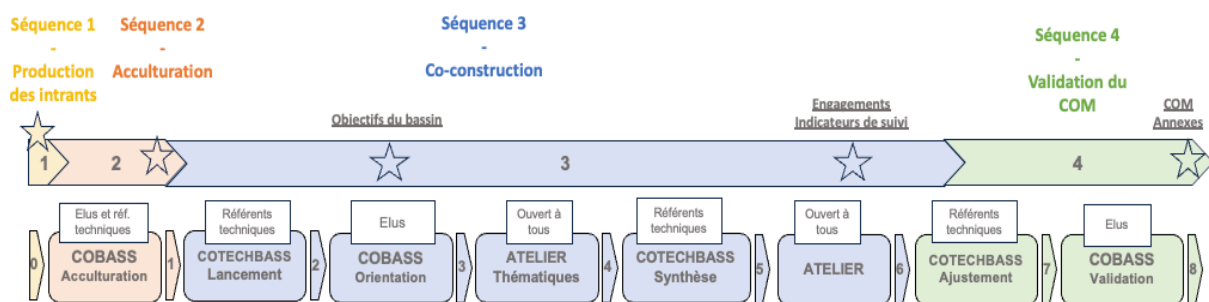 Séquence 1
-
Production
des intrants
Séquence 2
-
Acculturation
Séquence 3
-
Co-construction
Séquence 4
-
Validation du
COM
Objectifs du bassin
Engagements
Indicateurs de suivi
COM
Annexes
1
2
3
4
Elus et réf.
techniques
Référents
techniques
Elus
Ouvert à
tous
Référents
techniques
Ouvert à
tous
Référents
techniques
Elus
0
COBASS
Acculturation
1
COTECHBASS
Lancement
2
COBASS
Orientation
3
ATELIER
Thématiques
4
COTECHBASS
Synthèse
5
ATELIER
6
COTECHBASS
Ajustement
7
COBASS
Validation
8